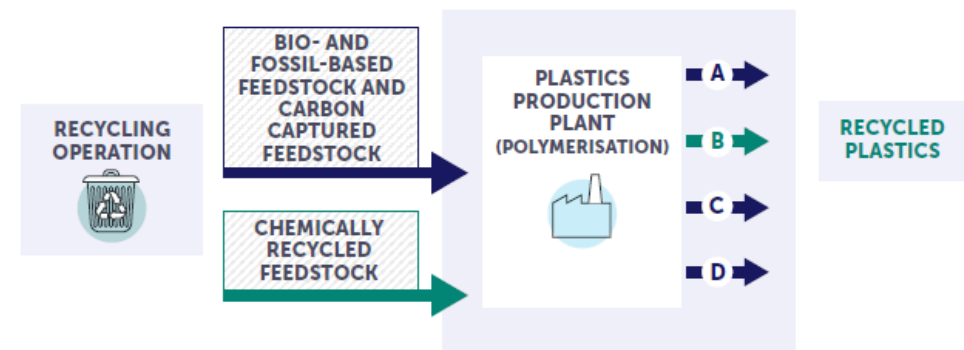 RECYCLING
OPERATION
BIO- AND
FOSSIL-BASED
FEEDSTOCK AND
CARBON
CAPTURED
FEEDSTOCK
CHEMICALLY
RECYCLED
FEEDSTOCK
PLASTICS
PRODUCTION
PLANT
(POLYMERISATION)
A
B
C
D
RECYCLED
PLASTICS